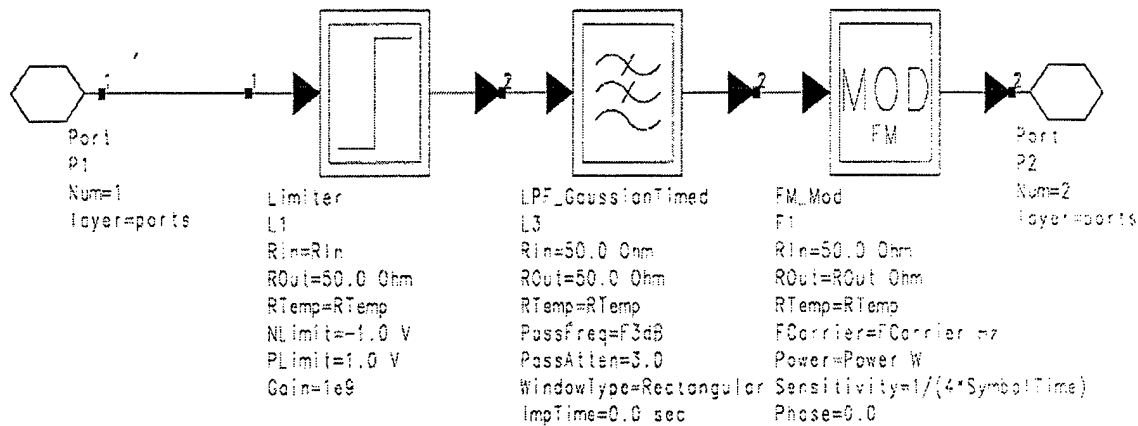 1
1
2
2
2
MOD
FM
Port
P1
Num=1
layer=ports
Limiter
L1
RIn=RIn
ROut=50.0 Ohm
RTemp=RTemp
NLimit=-1.0 V
PLimit=1.0 V
Gain=1e9
LPF_GaussianTimed
L3
RIn=50.0 Ohm
ROut=50.0 Ohm
RTemp=RTemp
PassFreq=F3dB
PassAtten=3.0
WindowType=Rectangular
ImpTime=0.0 sec
FM_Mod
F1
RIn=50.0 Ohm
ROut=ROut Ohm
RTemp=RTemp
FCarrier=FCarrier
Power=Power W
Sensitivity=1/(4*SymbolTime)
Phase=0.0
Port
P2
Num=2
layer=ports